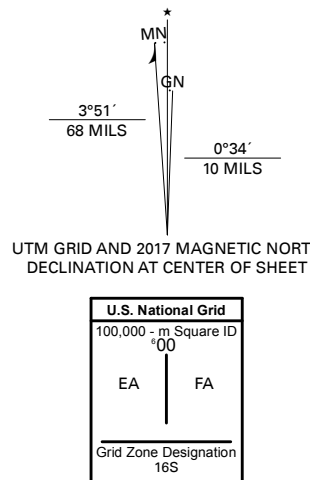 ★
MN
GN
3°51´
68 MILS
0°34´
10 MILS
UTM GRID AND 2017 MAGNETIC NORT
DECLINATION AT CENTER OF SHEET
U.S. National Grid
100,000 - m Square ID
⁶00
EA FA
Grid Zone Designation
16S